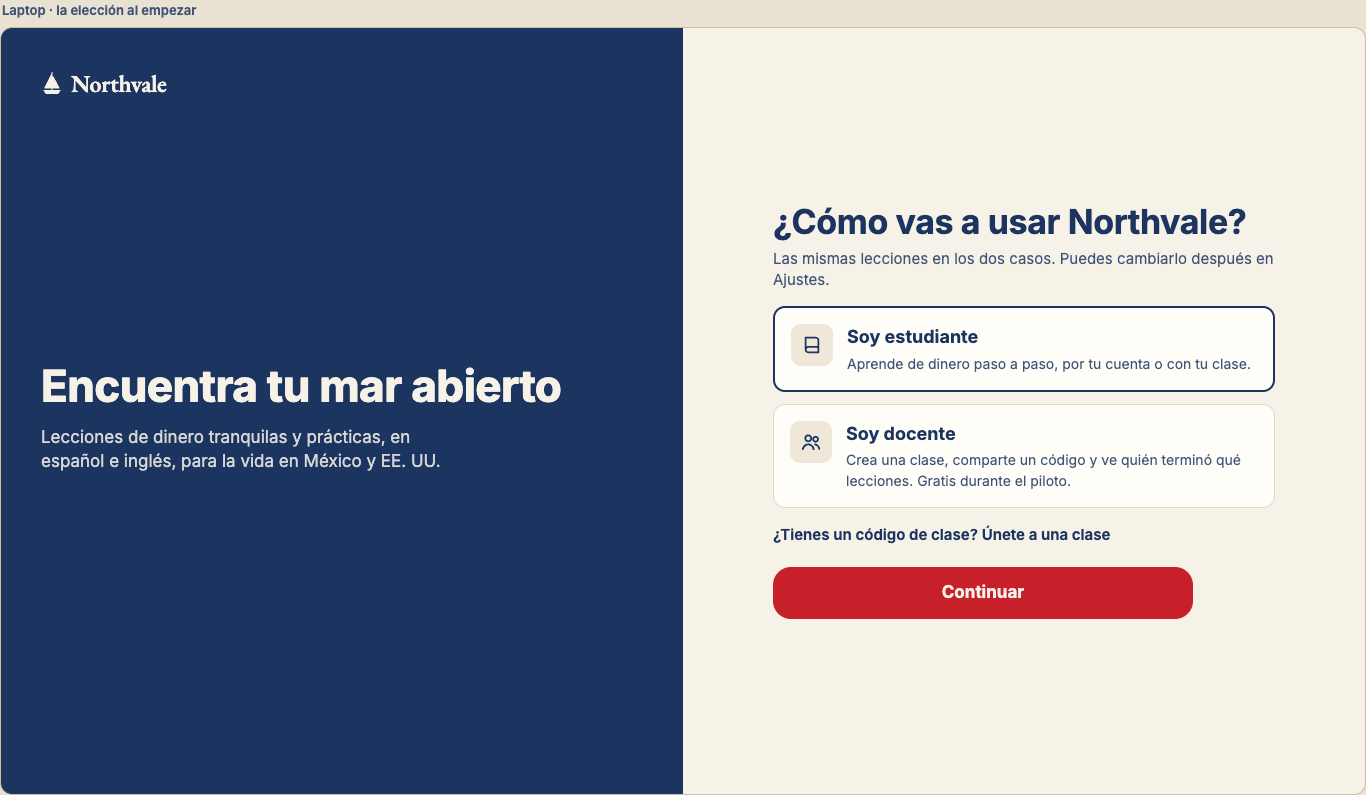 Laptop · la elección al empezar
Northvale
Encuentra tu mar abierto
Lecciones de dinero tranquilas y prácticas, en
español e inglés, para la vida en México y EE. UU.
¿Cómo vas a usar Northvale?
Las mismas lecciones en los dos casos. Puedes cambiarlo después en
Ajustes.
Soy estudiante
Aprende de dinero paso a paso, por tu cuenta o con tu clase.
Soy docente
Crea una clase, comparte un código y ve quién terminó qué
lecciones. Gratis durante el piloto.
¿Tienes un código de clase? Únete a una clase
Continuar